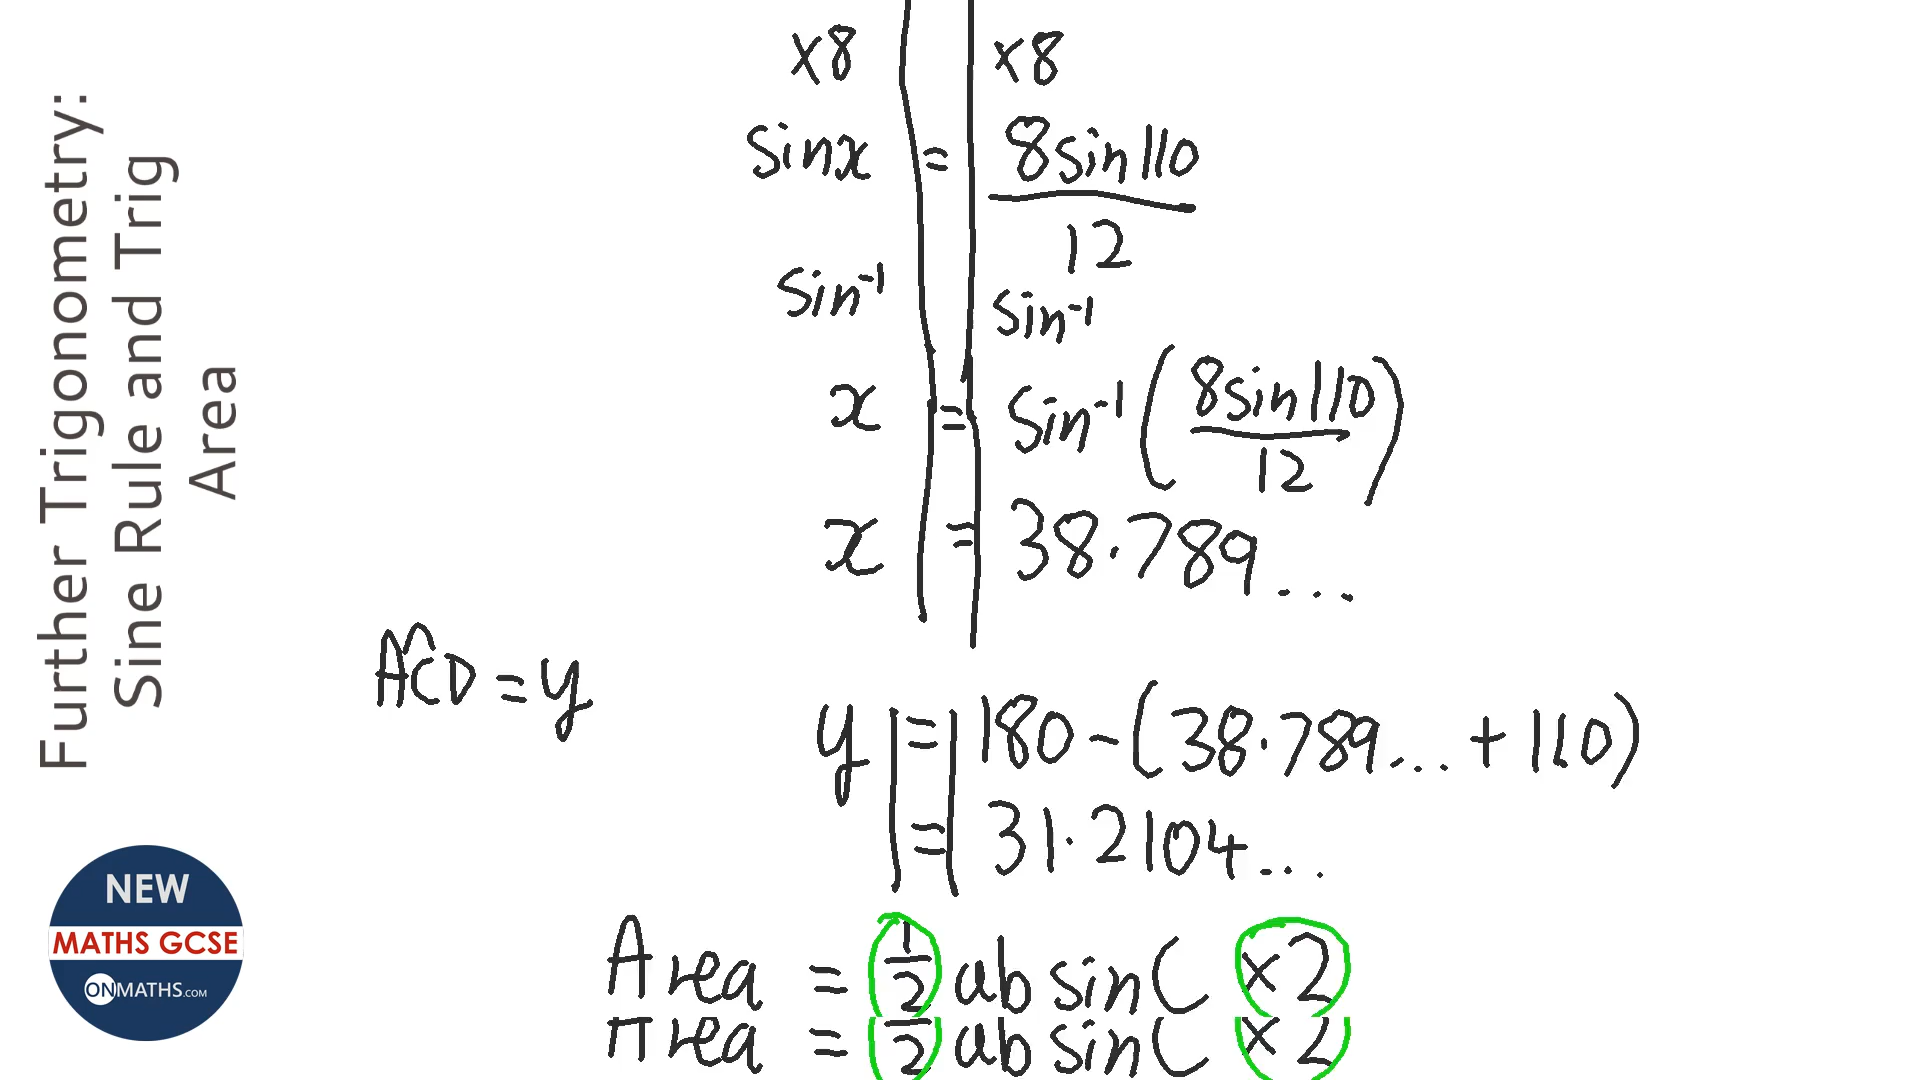 Further Trigonometry:
Sine Rule and Trig
Area
×8 ×8
sinx = 8sin110
12
sin⁻¹ sin⁻¹
x = sin⁻¹ ( 8sin110 )
12
x = 38.789...
AĈD = y
y = 180 - (38.789... + 110)
= 31.2104...
Area = 1/2 ab sinC ×2
Area = 1/2 ab sinC ×2
NEW
MATHS GCSE
ONMATHS.COM